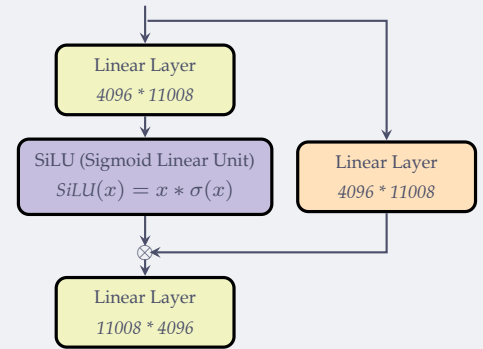 Linear Layer
4096 * 11008
SiLU (Sigmoid Linear Unit)
SiLU(x) = x ∗ σ(x)
Linear Layer
4096 * 11008
⊗
Linear Layer
11008 * 4096